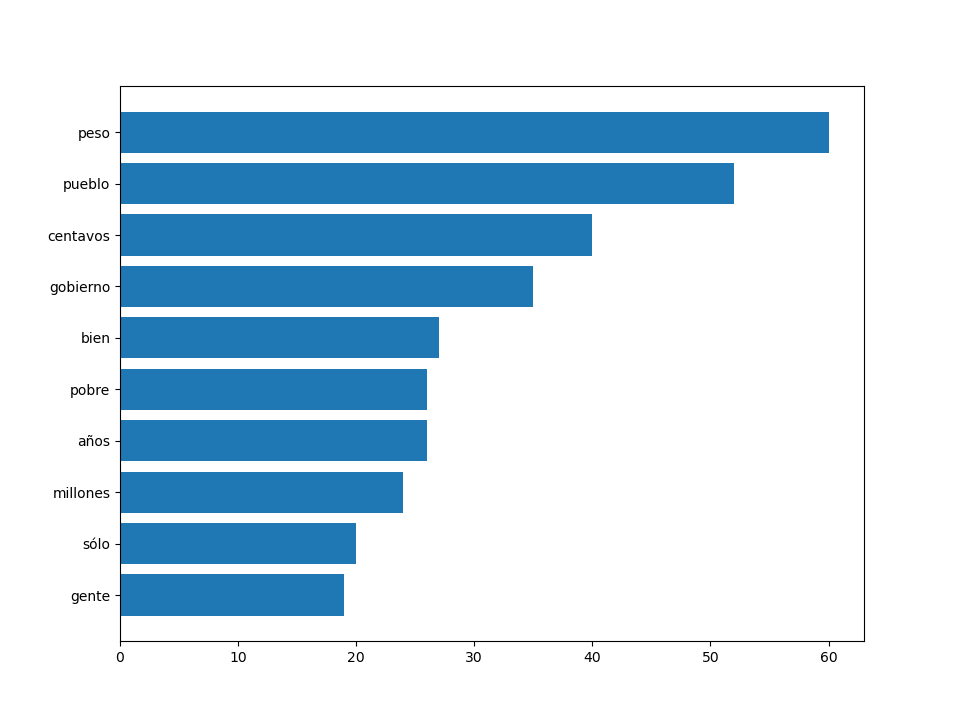 peso
pueblo
centavos
gobierno
bien
pobre
años
millones
sólo
gente
0 10 20 30 40 50 60